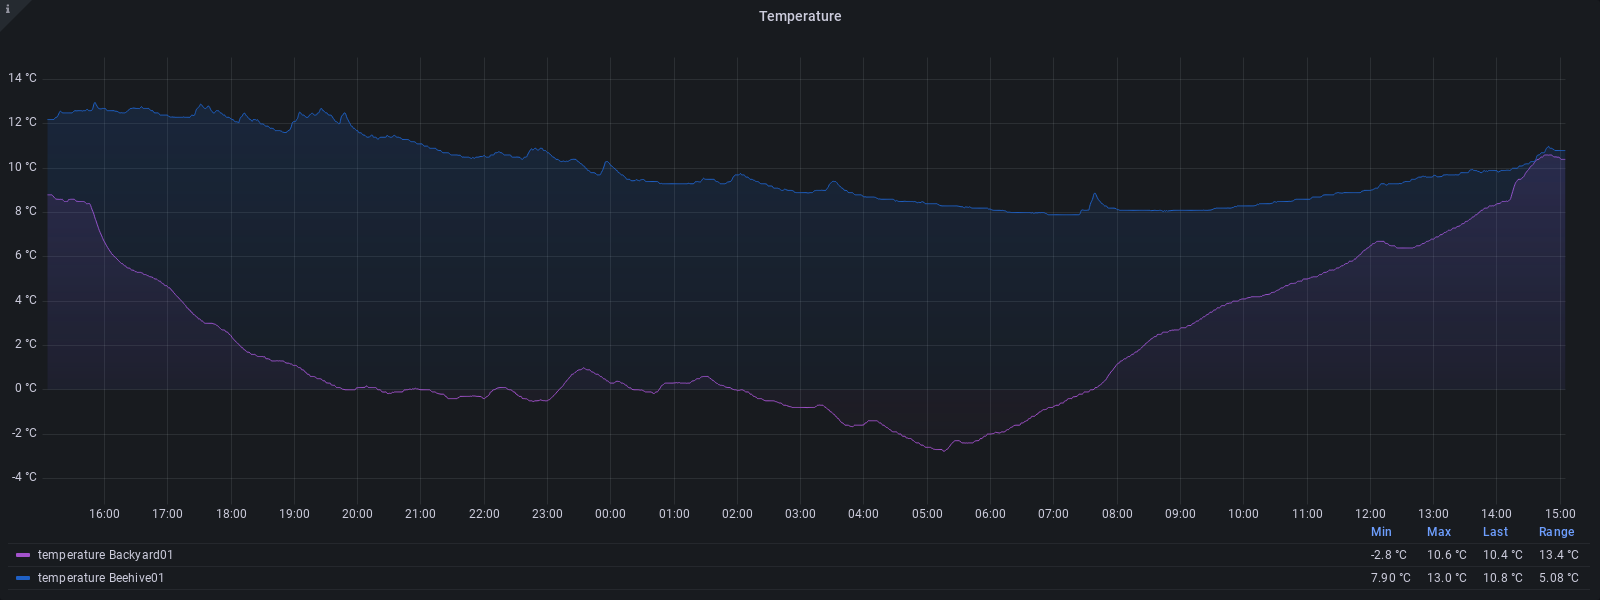 i
Temperature
14 °C
12 °C
10 °C
8 °C
6 °C
4 °C
2 °C
0 °C
-2 °C
-4 °C
16:00 17:00 18:00 19:00 20:00 21:00 22:00 23:00 00:00 01:00 02:00 03:00 04:00 05:00 06:00 07:00 08:00 09:00 10:00 11:00 12:00 13:00 14:00 15:00
Min Max Last Range
temperature Backyard01 -2.8 °C 10.6 °C 10.4 °C 13.4 °C
temperature Beehive01 7.90 °C 13.0 °C 10.8 °C 5.08 °C